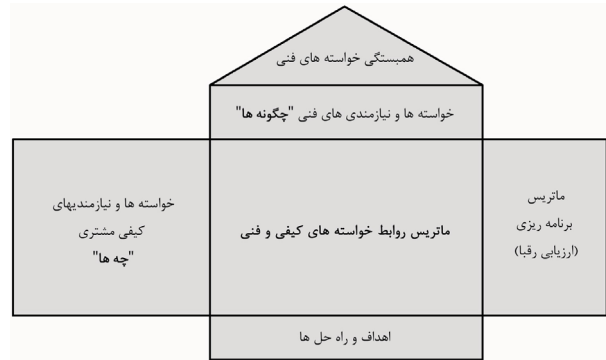 همبستگی خواسته های فنی
خواسته ها و نیازمندی های فنی "چگونه ها"
ماتریس
برنامه ریزی
(ارزیابی رقبا)
ماتریس روابط خواسته های کیفی و فنی
خواسته ها و نیازمندیهای
کیفی مشتری
"چه ها"
اهداف و راه حل ها